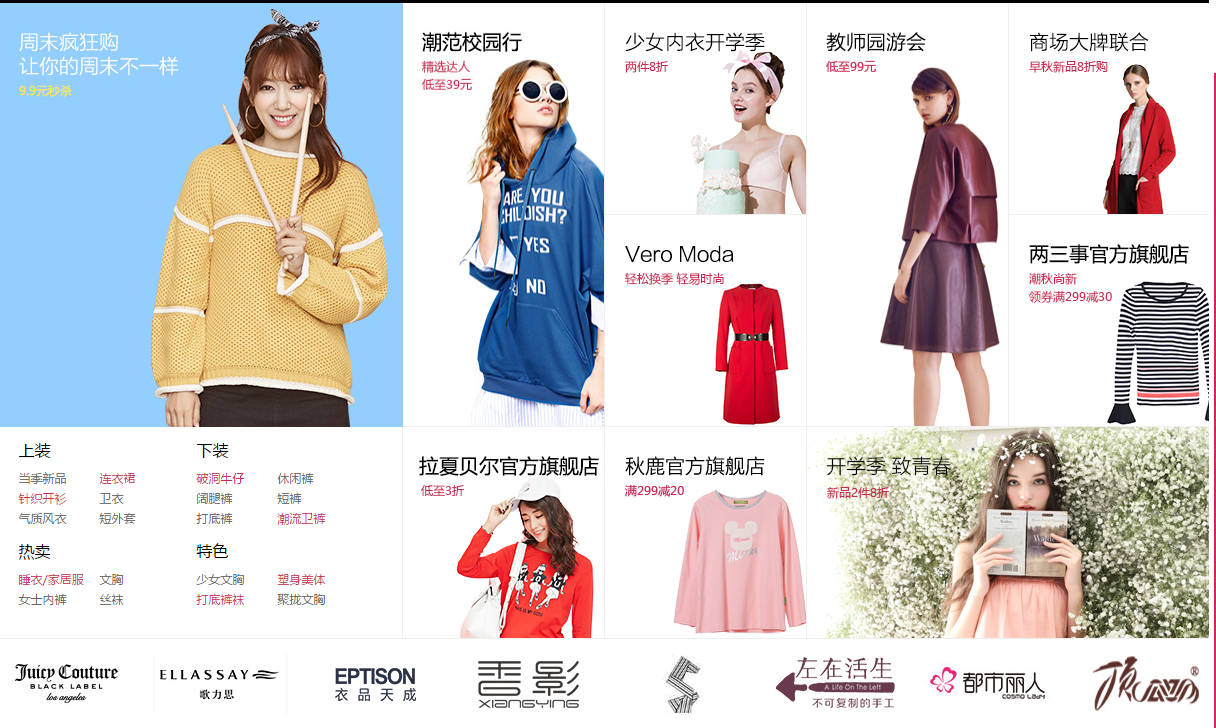 周末疯狂购
让你的周末不一样
9.9元秒杀
潮范校园行
精选达人
低至39元
ARE YOU
CHILDISH?
YES
NO
少女内衣开学季
两件8折
教师园游会
低至99元
商场大牌联合
早秋新品8折购
Vero Moda
轻松换季 轻易时尚
两三事官方旗舰店
潮秋尚新
领券满299减30
上装
当季新品 连衣裙
针织开衫 卫衣
气质风衣 短外套
下装
破洞牛仔 休闲裤
阔腿裤 短裤
打底裤 潮流卫裤
热卖
睡衣/家居服 文胸
女士内裤 丝袜
特色
少女文胸 塑身美体
打底裤袜 聚拢文胸
拉夏贝尔官方旗舰店
低至3折
秋鹿官方旗舰店
满299减20
开学季 致青春
新品2件8折
Juicy Couture
BLACK LABEL
los angeles
ELLASSAY
歌力思
EPTISON
衣品天成
香影
XIANGYING
左在活生
A Life On The Left
不可复制的手工
都市丽人
COSMO LADY